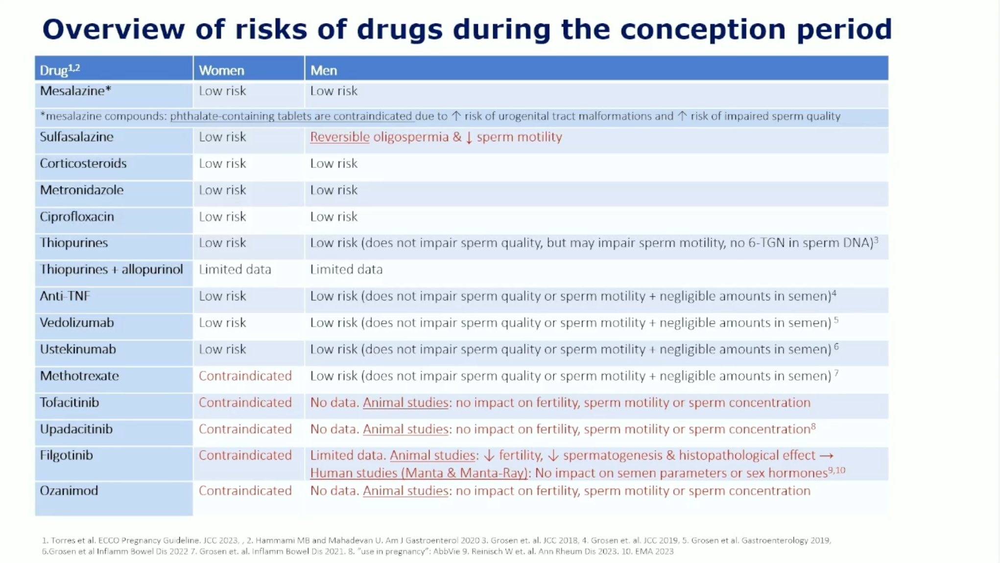 Overview of risks of drugs during the conception period
Drug1,2 Women Men
Mesalazine* Low risk Low risk
*mesalazine compounds: phthalate-containing tablets are contraindicated due to ↑ risk of urogenital tract malformations and ↑ risk of impaired sperm quality
Sulfasalazine Low risk Reversible oligospermia & ↓ sperm motility
Corticosteroids Low risk Low risk
Metronidazole Low risk Low risk
Ciprofloxacin Low risk Low risk
Thiopurines Low risk Low risk (does not impair sperm quality, but may impair sperm motility, no 6-TGN in sperm DNA)3
Thiopurines + allopurinol Limited data Limited data
Anti-TNF Low risk Low risk (does not impair sperm quality or sperm motility + negligible amounts in semen)4
Vedolizumab Low risk Low risk (does not impair sperm quality or sperm motility + negligible amounts in semen) 5
Ustekinumab Low risk Low risk (does not impair sperm quality or sperm motility + negligible amounts in semen) 6
Methotrexate Contraindicated Low risk (does not impair sperm quality or sperm motility + negligible amounts in semen) 7
Tofacitinib Contraindicated No data. Animal studies: no impact on fertility, sperm motility or sperm concentration
Upadacitinib Contraindicated No data. Animal studies: no impact on fertility, sperm motility or sperm concentration8
Filgotinib Contraindicated Limited data. Animal studies: ↓ fertility, ↓ spermatogenesis & histopathological effect →
Human studies (Manta & Manta-Ray): No impact on semen parameters or sex hormones9,10
Ozanimod Contraindicated No data. Animal studies: no impact on fertility, sperm motility or sperm concentration
1. Torres et al. ECCO Pregnancy Guideline. JCC 2023, , 2. Hammami MB and Mahadevan U. Am J Gastroenterol 2020 3. Grosen et. al. JCC 2018, 4. Grosen et. al. JCC 2019, 5. Grosen et al. Gastroenterology 2019,
6.Grosen et al Inflamm Bowel Dis 2022 7. Grosen et. al. Inflamm Bowel Dis 2021. 8. "use in pregnancy": AbbVie 9. Reinisch W et. al. Ann Rheum Dis 2023. 10. EMA 2023